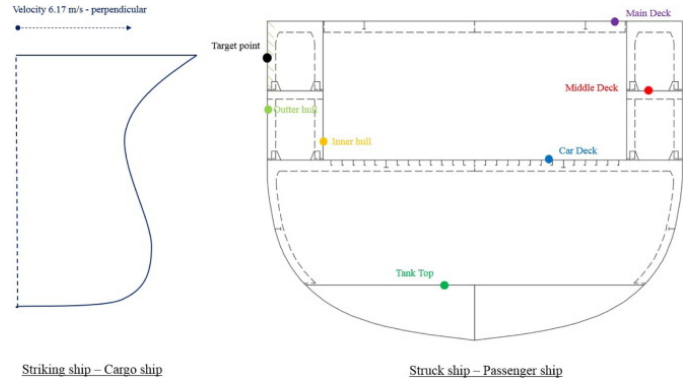 Velocity 6.17 m/s - perpendicular
Main Deck
Target point
Middle Deck
Outter hull
Inner hull
Car Deck
Tank Top
Striking ship – Cargo ship
Struck ship – Passenger ship